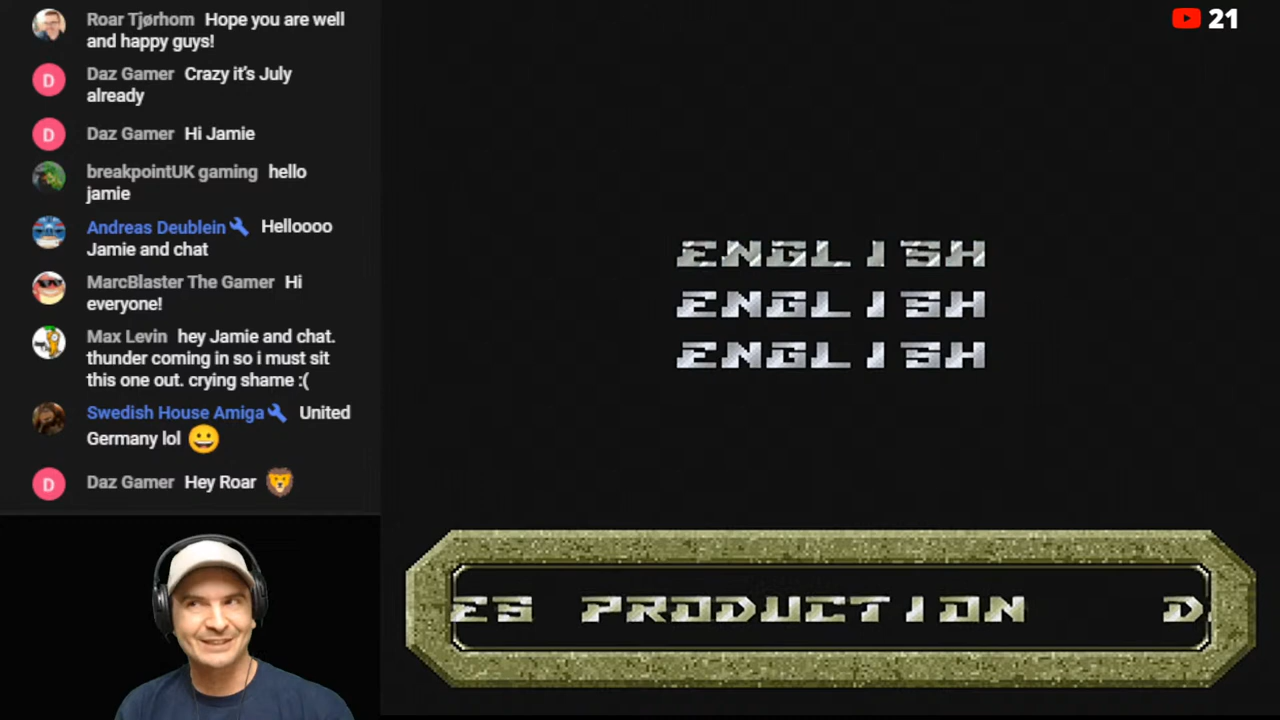 Roar Tjørhom Hope you are well
and happy guys!
Daz Gamer Crazy it's July
already
D
Daz Gamer Hi Jamie
D
breakpointUK gaming hello
jamie
Andreas Deublein Helloooo
Jamie and chat
MarcBlaster The Gamer Hi
everyone!
Max Levin hey Jamie and chat.
thunder coming in so i must sit
this one out. crying shame :(
Swedish House Amiga United
Germany lol 😀
Daz Gamer Hey Roar 🦁
D
21
ENGLISH
ENGLISH
ENGLISH
ES PRODUCTION D